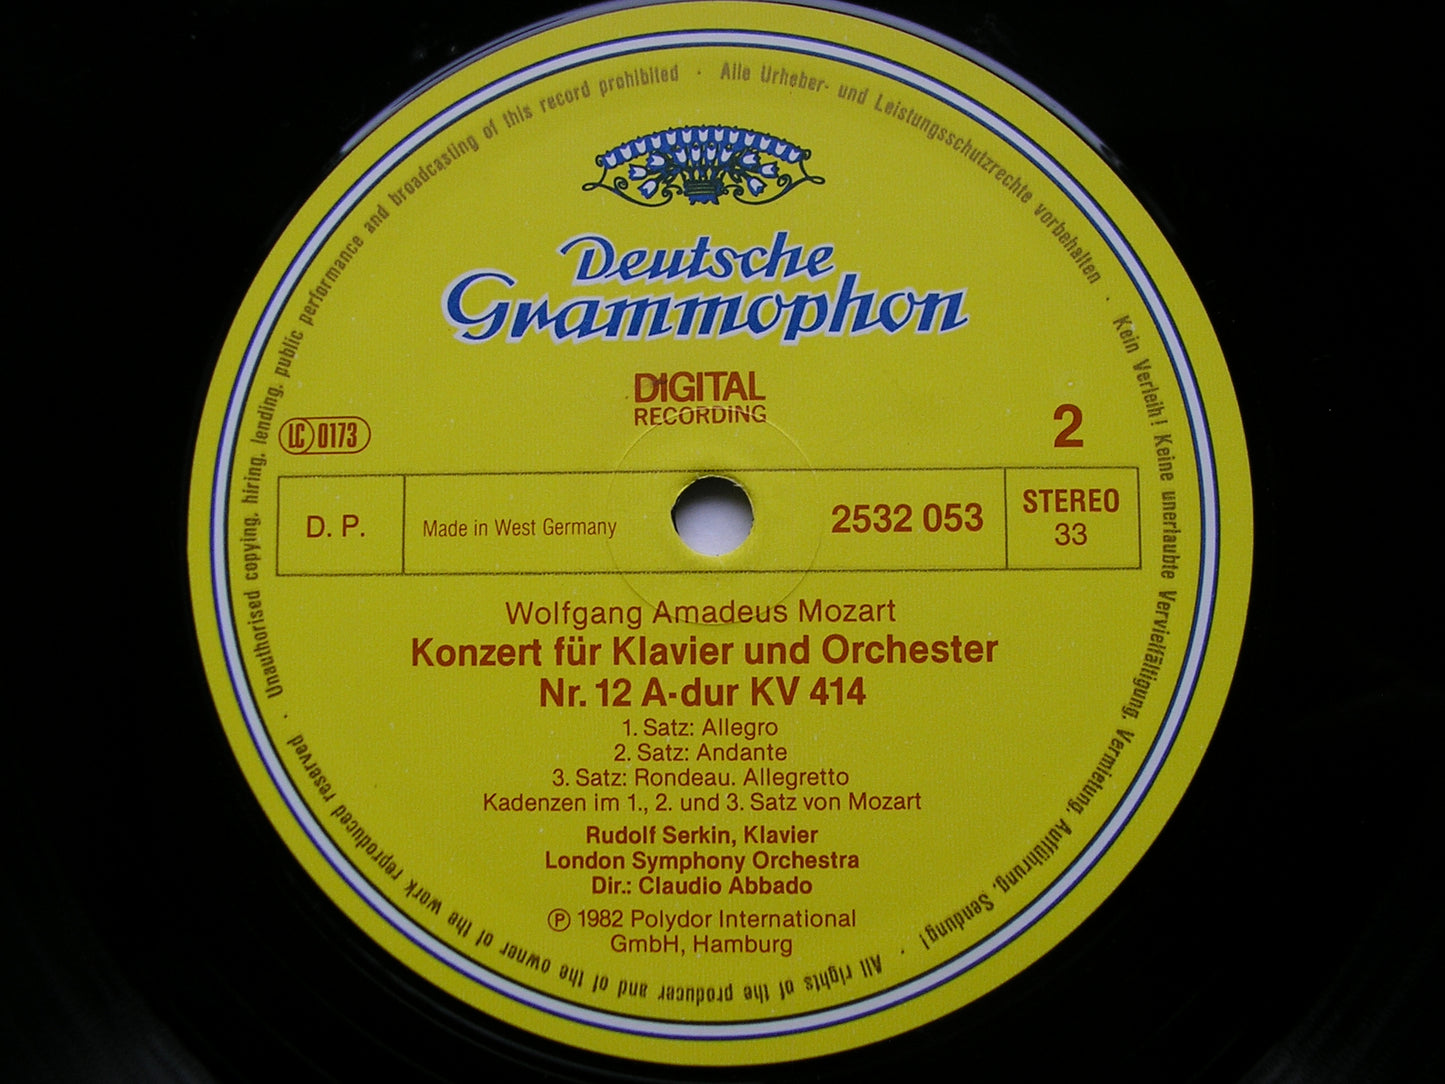 Alle Urheber- und Leistungsschutzrechte vorbehalten · Kein Verleih! Keine unerlaubte Vervielfältigung, Vermietung, Aufführung, Sendung! · All rights of the producer and of the owner of the work reproduced reserved · Unauthorised copying, hiring, lending, public performance and broadcasting of this record prohibited ·
Deutsche
Grammophon
DIGITAL
RECORDING
LC 0173
2
D. P.
Made in West Germany
2532 053
STEREO
33
Wolfgang Amadeus Mozart
Konzert für Klavier und Orchester
Nr. 12 A-dur KV 414
1. Satz: Allegro
2. Satz: Andante
3. Satz: Rondeau. Allegretto
Kadenzen im 1., 2. und 3. Satz von Mozart
Rudolf Serkin, Klavier
London Symphony Orchestra
Dir.: Claudio Abbado
℗ 1982 Polydor International
GmbH, Hamburg